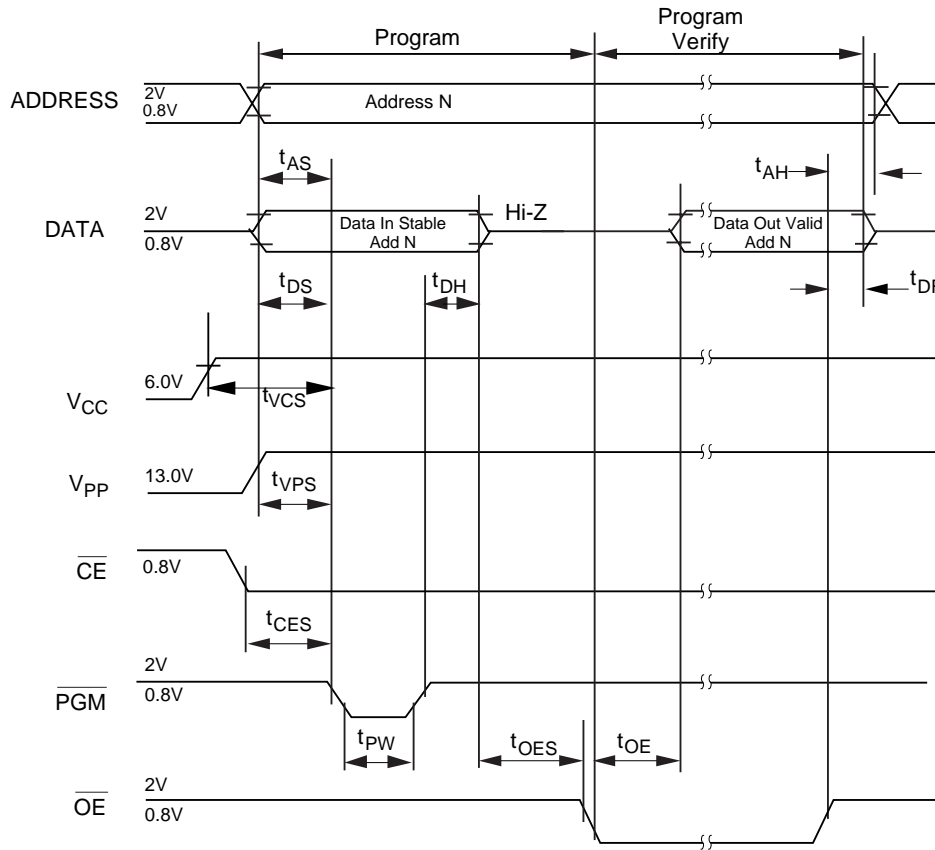 Program
Program
Verify
ADDRESS
2V
0.8V
Address N
tAS
tAH
DATA
2V
0.8V
Data In Stable
Add N
Hi-Z
Data Out Valid
Add N
tDS
tDH
tDF
VCC
6.0V
tVCS
VPP
13.0V
tVPS
CE
0.8V
tCES
PGM
2V
0.8V
tPW
tOES
tOE
OE
2V
0.8V